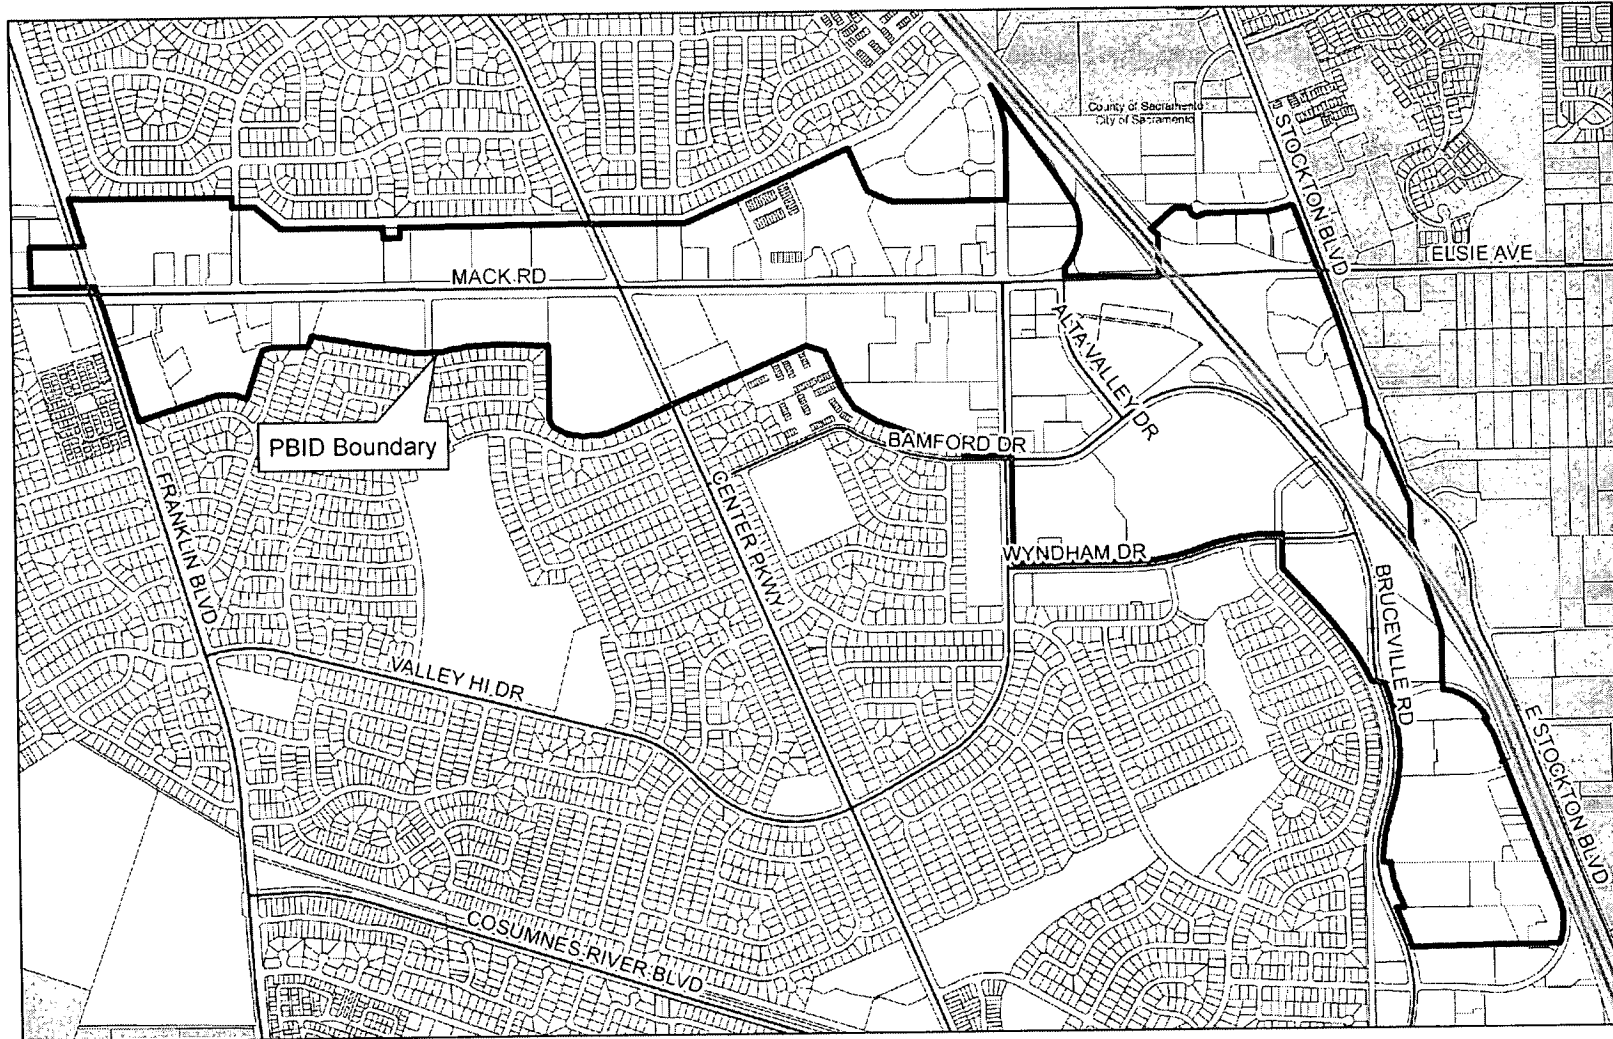 County of Sacramento
City of Sacramento
E STOCKTON BLVD
ELSIE AVE
MACK RD
ALTA VALLEY DR
PBID Boundary
BAMFORD DR
FRANKLIN BLVD
CENTER PKWY
WYNDHAM DR
BRUCEVILLE RD
VALLEY HI DR
E STOCKTON BLVD
COSUMNES RIVER BLVD